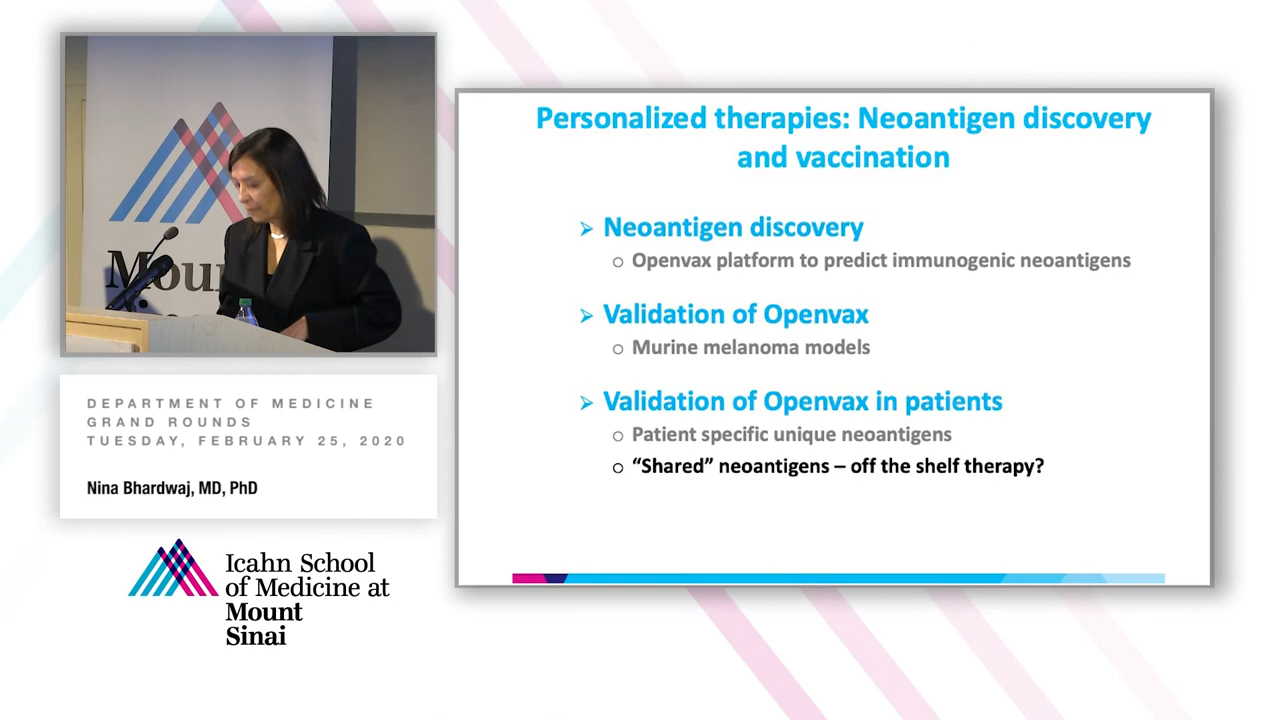 Mount
DEPARTMENT OF MEDICINE
GRAND ROUNDS
TUESDAY, FEBRUARY 25, 2020
Nina Bhardwaj, MD, PhD
Icahn School
of Medicine at
Mount
Sinai
Personalized therapies: Neoantigen discovery
and vaccination
➢ Neoantigen discovery
○ Openvax platform to predict immunogenic neoantigens
➢ Validation of Openvax
○ Murine melanoma models
➢ Validation of Openvax in patients
○ Patient specific unique neoantigens
○ “Shared” neoantigens – off the shelf therapy?